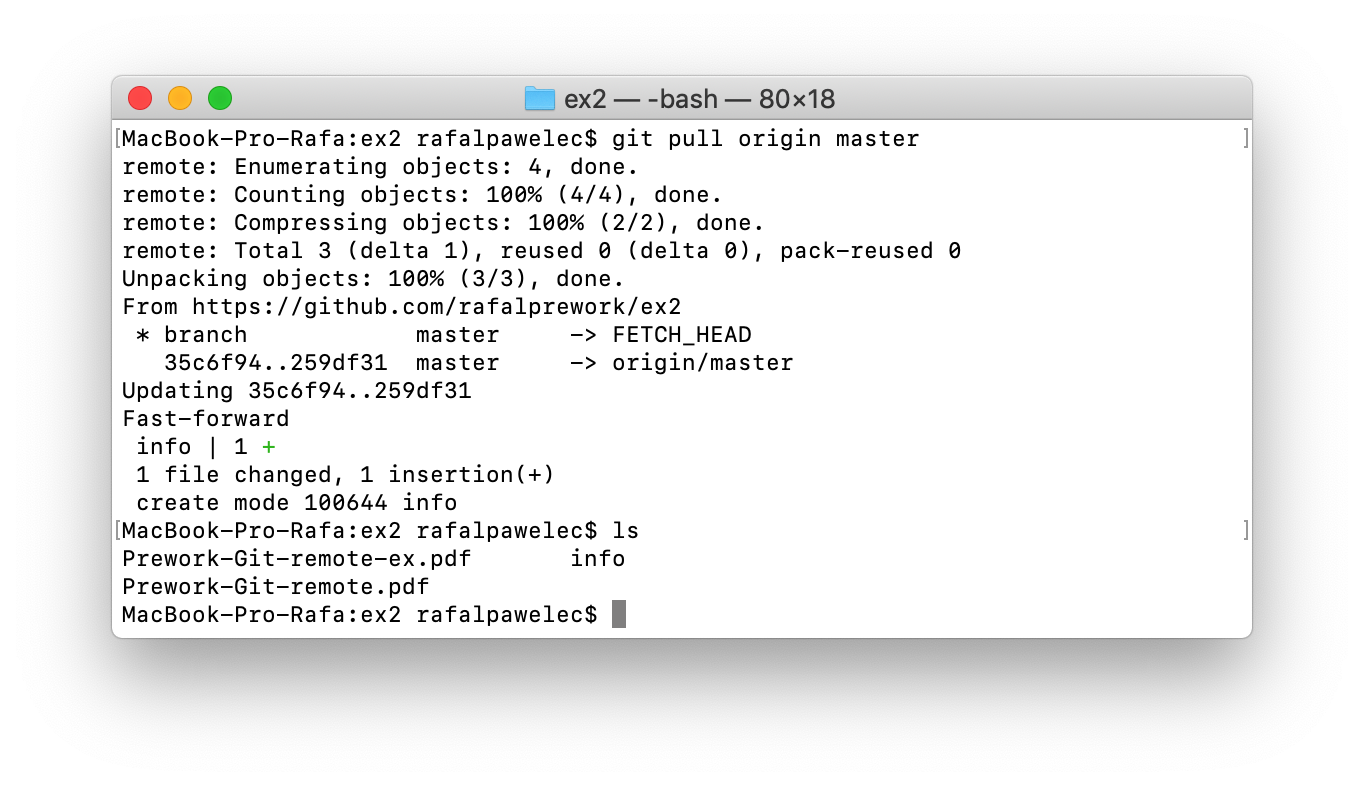 ex2 — -bash — 80×18
[MacBook-Pro-Rafa:ex2 rafalpawelec$ git pull origin master ]
remote: Enumerating objects: 4, done.
remote: Counting objects: 100% (4/4), done.
remote: Compressing objects: 100% (2/2), done.
remote: Total 3 (delta 1), reused 0 (delta 0), pack-reused 0
Unpacking objects: 100% (3/3), done.
From https://github.com/rafalprework/ex2
 * branch            master     -> FETCH_HEAD
   35c6f94..259df31  master     -> origin/master
Updating 35c6f94..259df31
Fast-forward
 info | 1 +
 1 file changed, 1 insertion(+)
 create mode 100644 info
[MacBook-Pro-Rafa:ex2 rafalpawelec$ ls ]
Prework-Git-remote-ex.pdf       info
Prework-Git-remote.pdf
MacBook-Pro-Rafa:ex2 rafalpawelec$